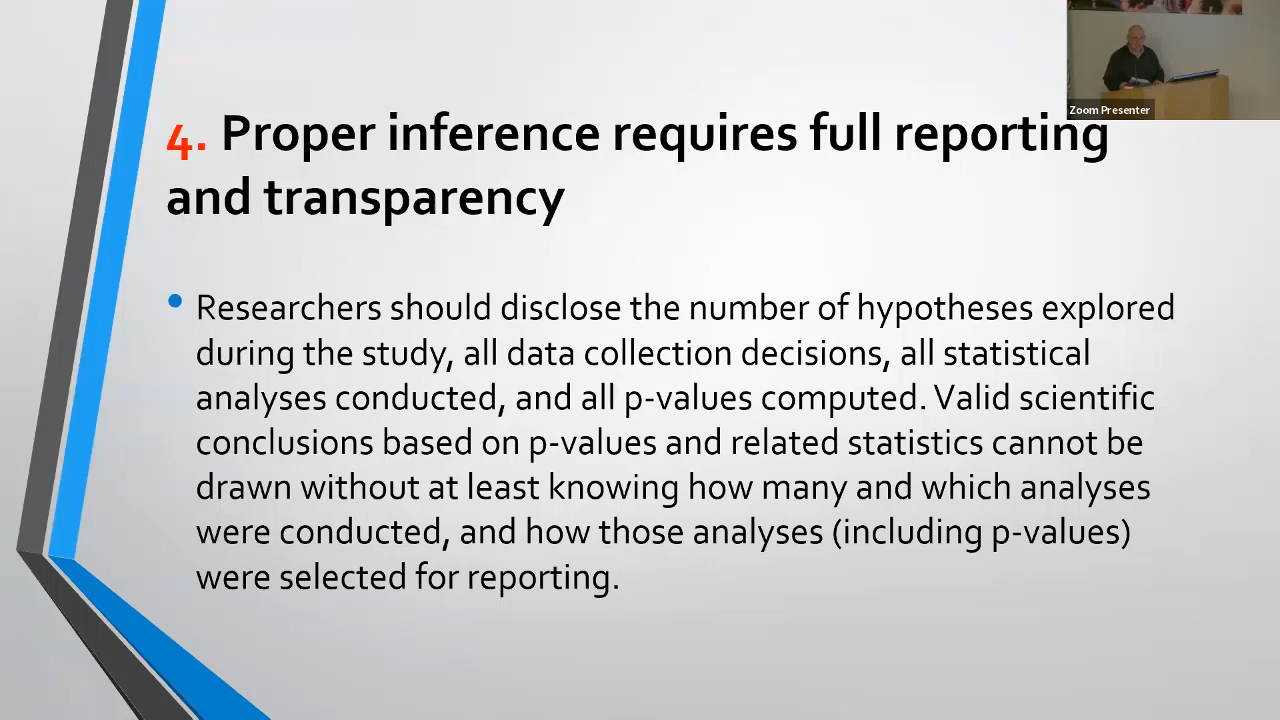 Zoom Presenter
4. Proper inference requires full reporting
and transparency
• Researchers should disclose the number of hypotheses explored
during the study, all data collection decisions, all statistical
analyses conducted, and all p-values computed. Valid scientific
conclusions based on p-values and related statistics cannot be
drawn without at least knowing how many and which analyses
were conducted, and how those analyses (including p-values)
were selected for reporting.